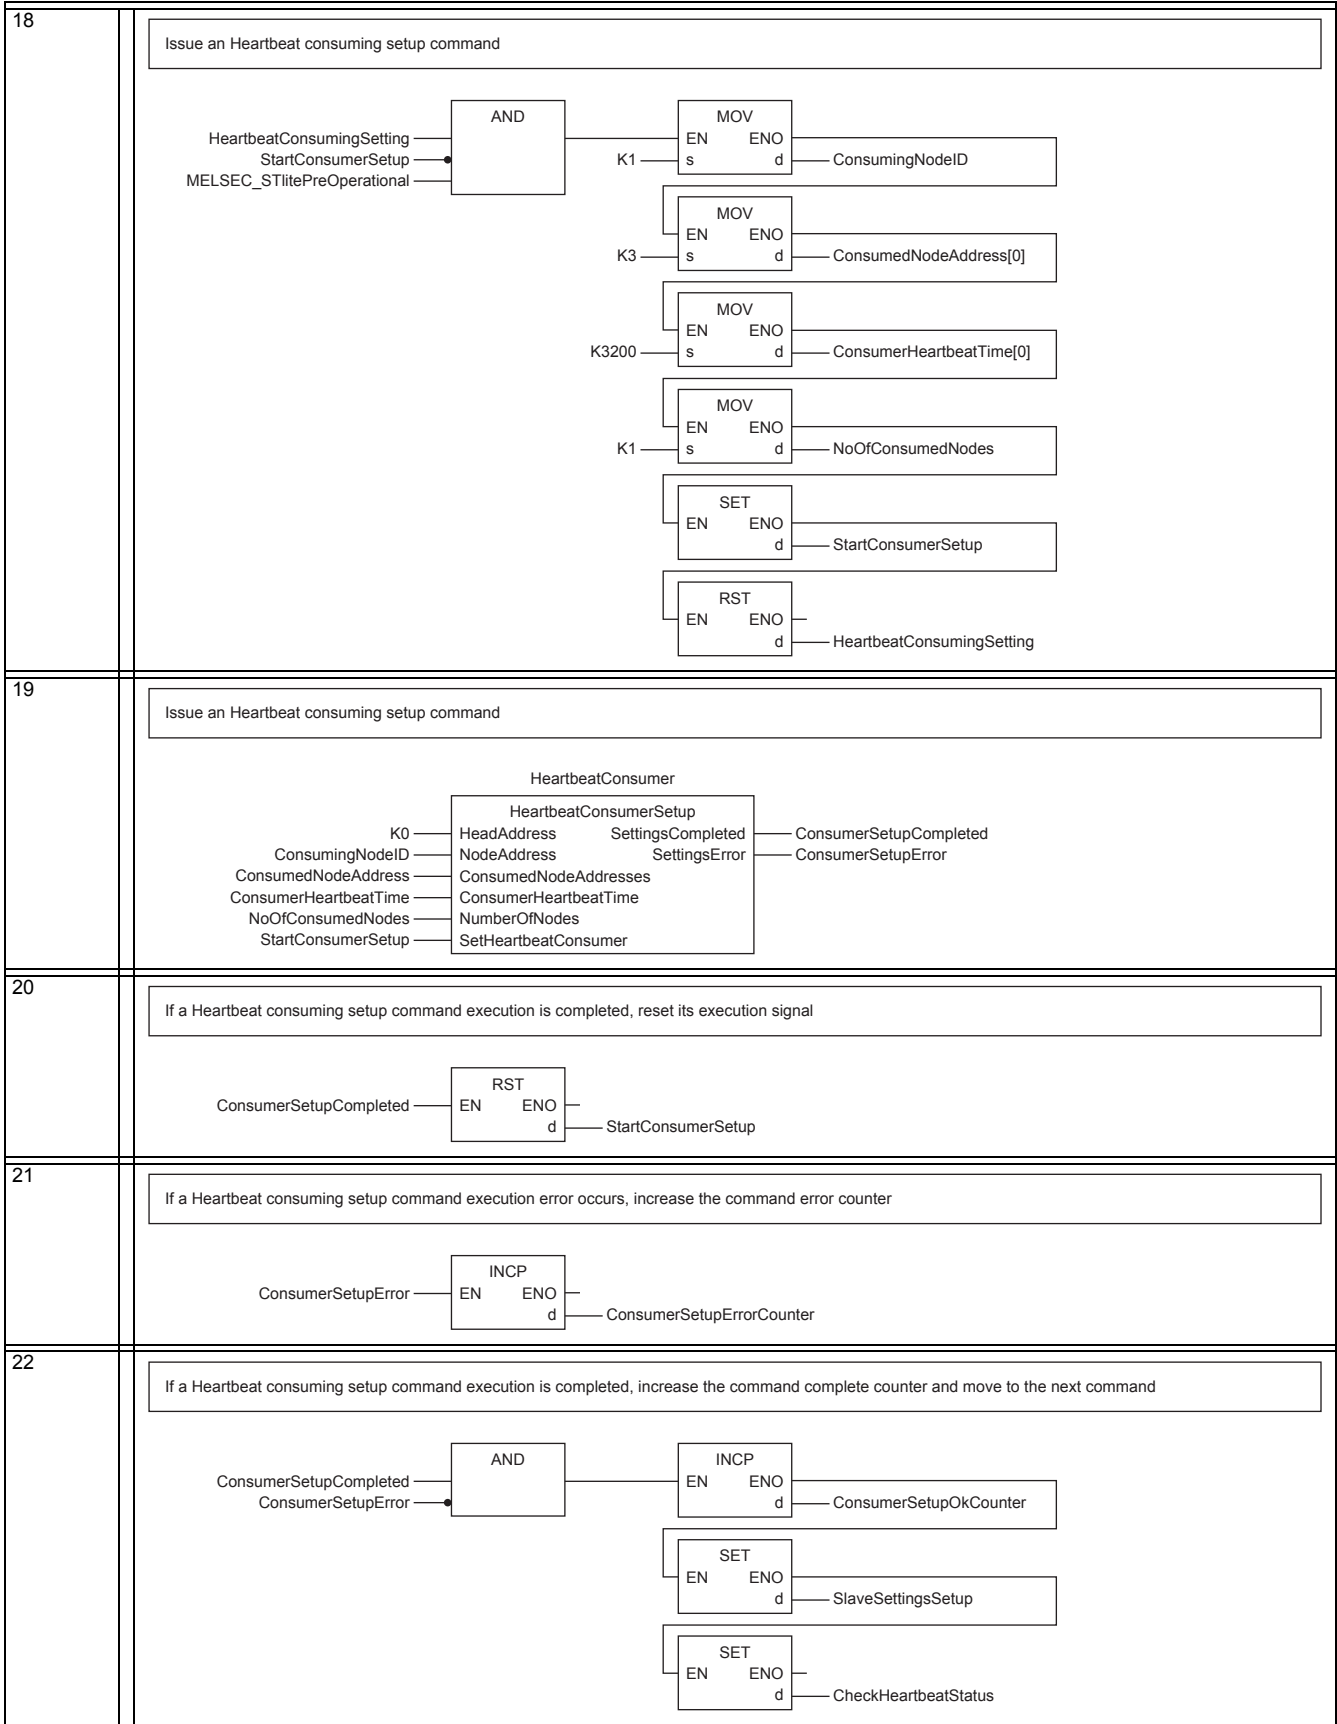 18
Issue an Heartbeat consuming setup command
AND
MOV
HeartbeatConsumingSetting
EN ENO
StartConsumerSetup
K1 s d ConsumingNodeID
MELSEC_STlitePreOperational
MOV
EN ENO
K3 s d ConsumedNodeAddress[0]
MOV
EN ENO
K3200 s d ConsumerHeartbeatTime[0]
MOV
EN ENO
K1 s d NoOfConsumedNodes
SET
EN ENO
d StartConsumerSetup
RST
EN ENO
d HeartbeatConsumingSetting
19
Issue an Heartbeat consuming setup command
HeartbeatConsumer
HeartbeatConsumerSetup
K0 HeadAddress SettingsCompleted ConsumerSetupCompleted
ConsumingNodeID NodeAddress SettingsError ConsumerSetupError
ConsumedNodeAddress ConsumedNodeAddresses
ConsumerHeartbeatTime ConsumerHeartbeatTime
NoOfConsumedNodes NumberOfNodes
StartConsumerSetup SetHeartbeatConsumer
20
If a Heartbeat consuming setup command execution is completed, reset its execution signal
RST
ConsumerSetupCompleted EN ENO
d StartConsumerSetup
21
If a Heartbeat consuming setup command execution error occurs, increase the command error counter
INCP
ConsumerSetupError EN ENO
d ConsumerSetupErrorCounter
22
If a Heartbeat consuming setup command execution is completed, increase the command complete counter and move to the next command
AND INCP
ConsumerSetupCompleted EN ENO
ConsumerSetupError d ConsumerSetupOkCounter
SET
EN ENO
d SlaveSettingsSetup
SET
EN ENO
d CheckHeartbeatStatus